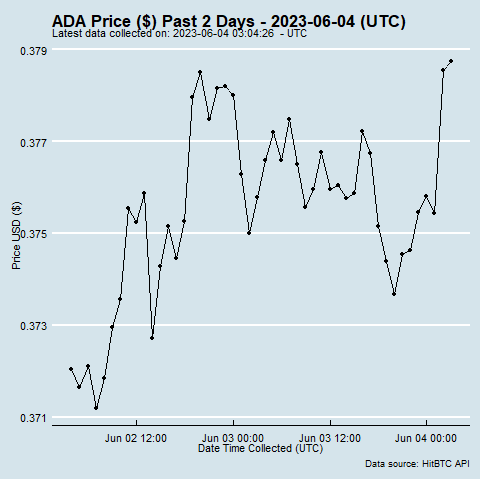 ADA Price ($) Past 2 Days - 2023-06-04 (UTC)
Latest data collected on: 2023-06-04 03:04:26 - UTC
0.379
0.377
0.375
0.373
0.371
Price USD ($)
Jun 02 12:00
Jun 03 00:00
Jun 03 12:00
Jun 04 00:00
Date Time Collected (UTC)
Data source: HitBTC API